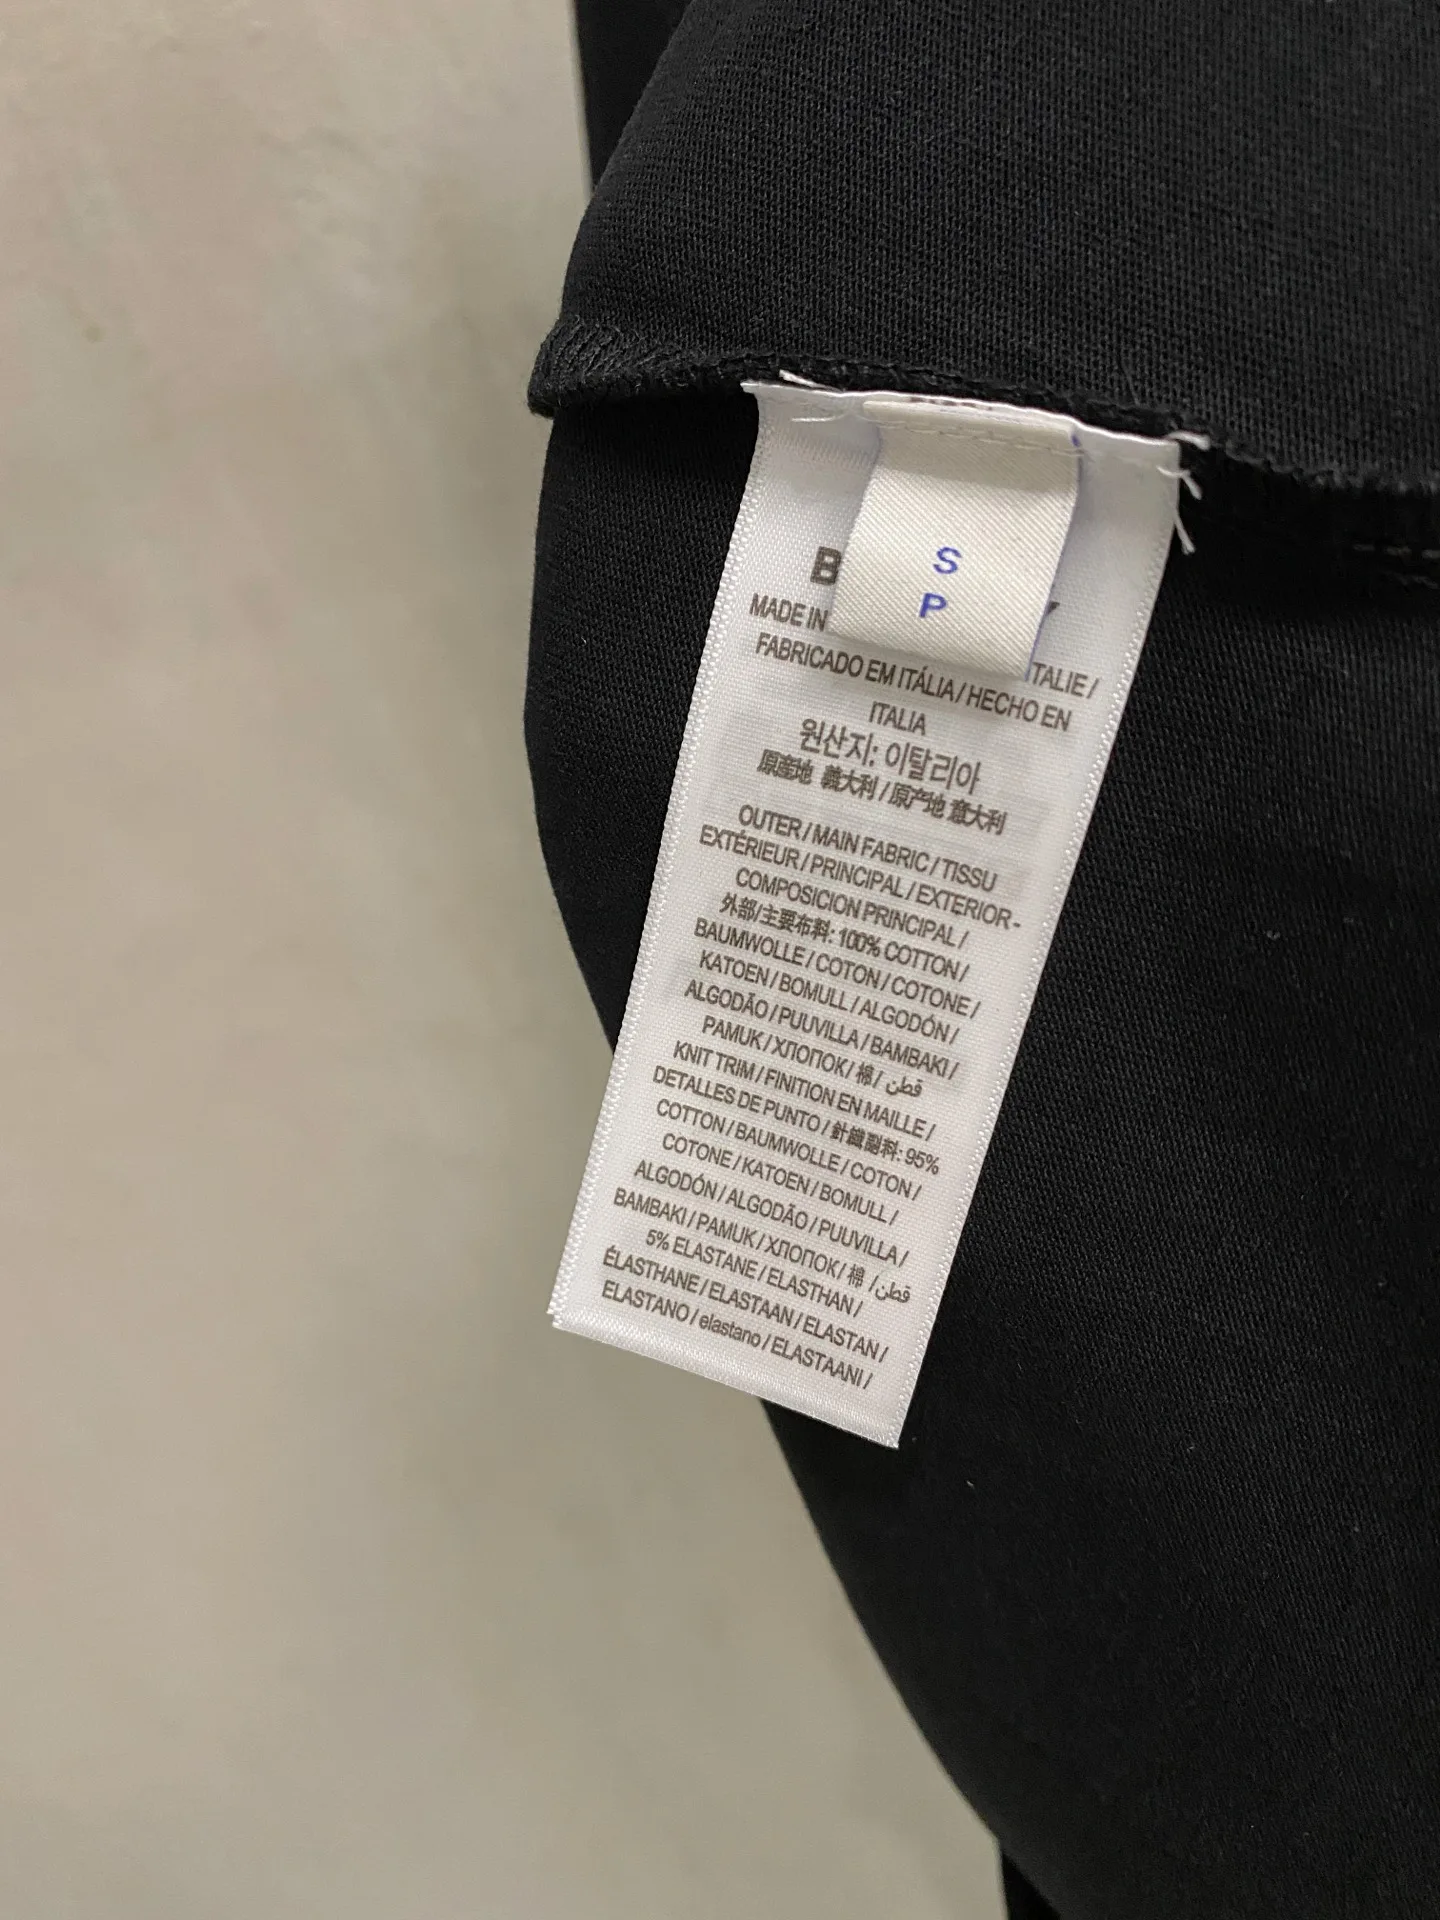 S
P
B
Y
MADE IN
ITALIE /
FABRICADO EM ITÁLIA / HECHO EN
ITALIA
원산지: 이탈리아
原産地 義大利 / 原产地 意大利
OUTER / MAIN FABRIC / TISSU
EXTÉRIEUR / PRINCIPAL / EXTERIOR-
COMPOSICION PRINCIPAL /
外部/主要布料: 100% COTTON /
BAUMWOLLE / COTON / COTONE /
KATOEN / BOMULL / ALGODÓN /
ALGODÃO / PUUVILLA / BAMBAKI /
PAMUK / ХЛОПОК / 棉 / قطن
KNIT TRIM / FINITION EN MAILLE /
DETALLES DE PUNTO / 針織副料: 95%
COTTON / BAUMWOLLE / COTON /
COTONE / KATOEN / BOMULL /
ALGODÓN / ALGODÃO / PUUVILLA /
BAMBAKI / PAMUK / ХЛОПОК / 棉 / قطن
5% ELASTANE / ELASTHAN /
ÉLASTHANE / ELASTAAN / ELASTAN /
ELASTANO / elastano / ELASTAANI /